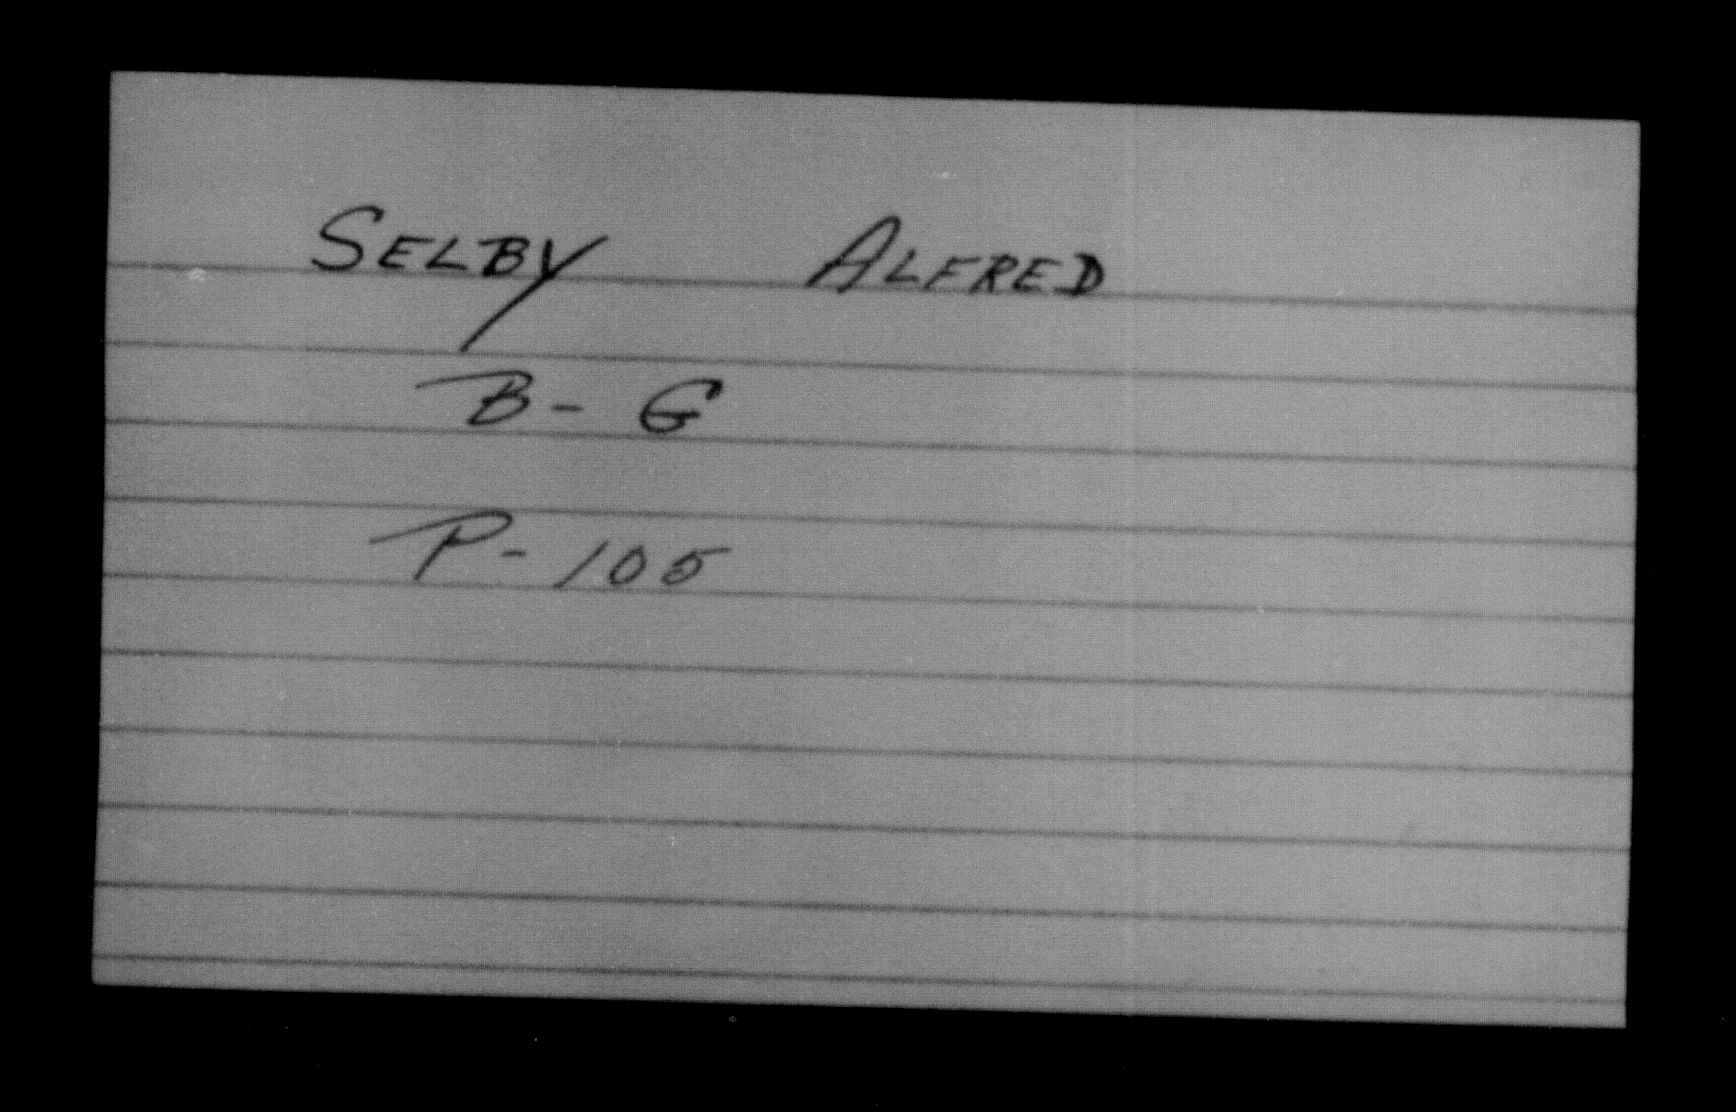 SELBY ALFRED
B- G
P- 105